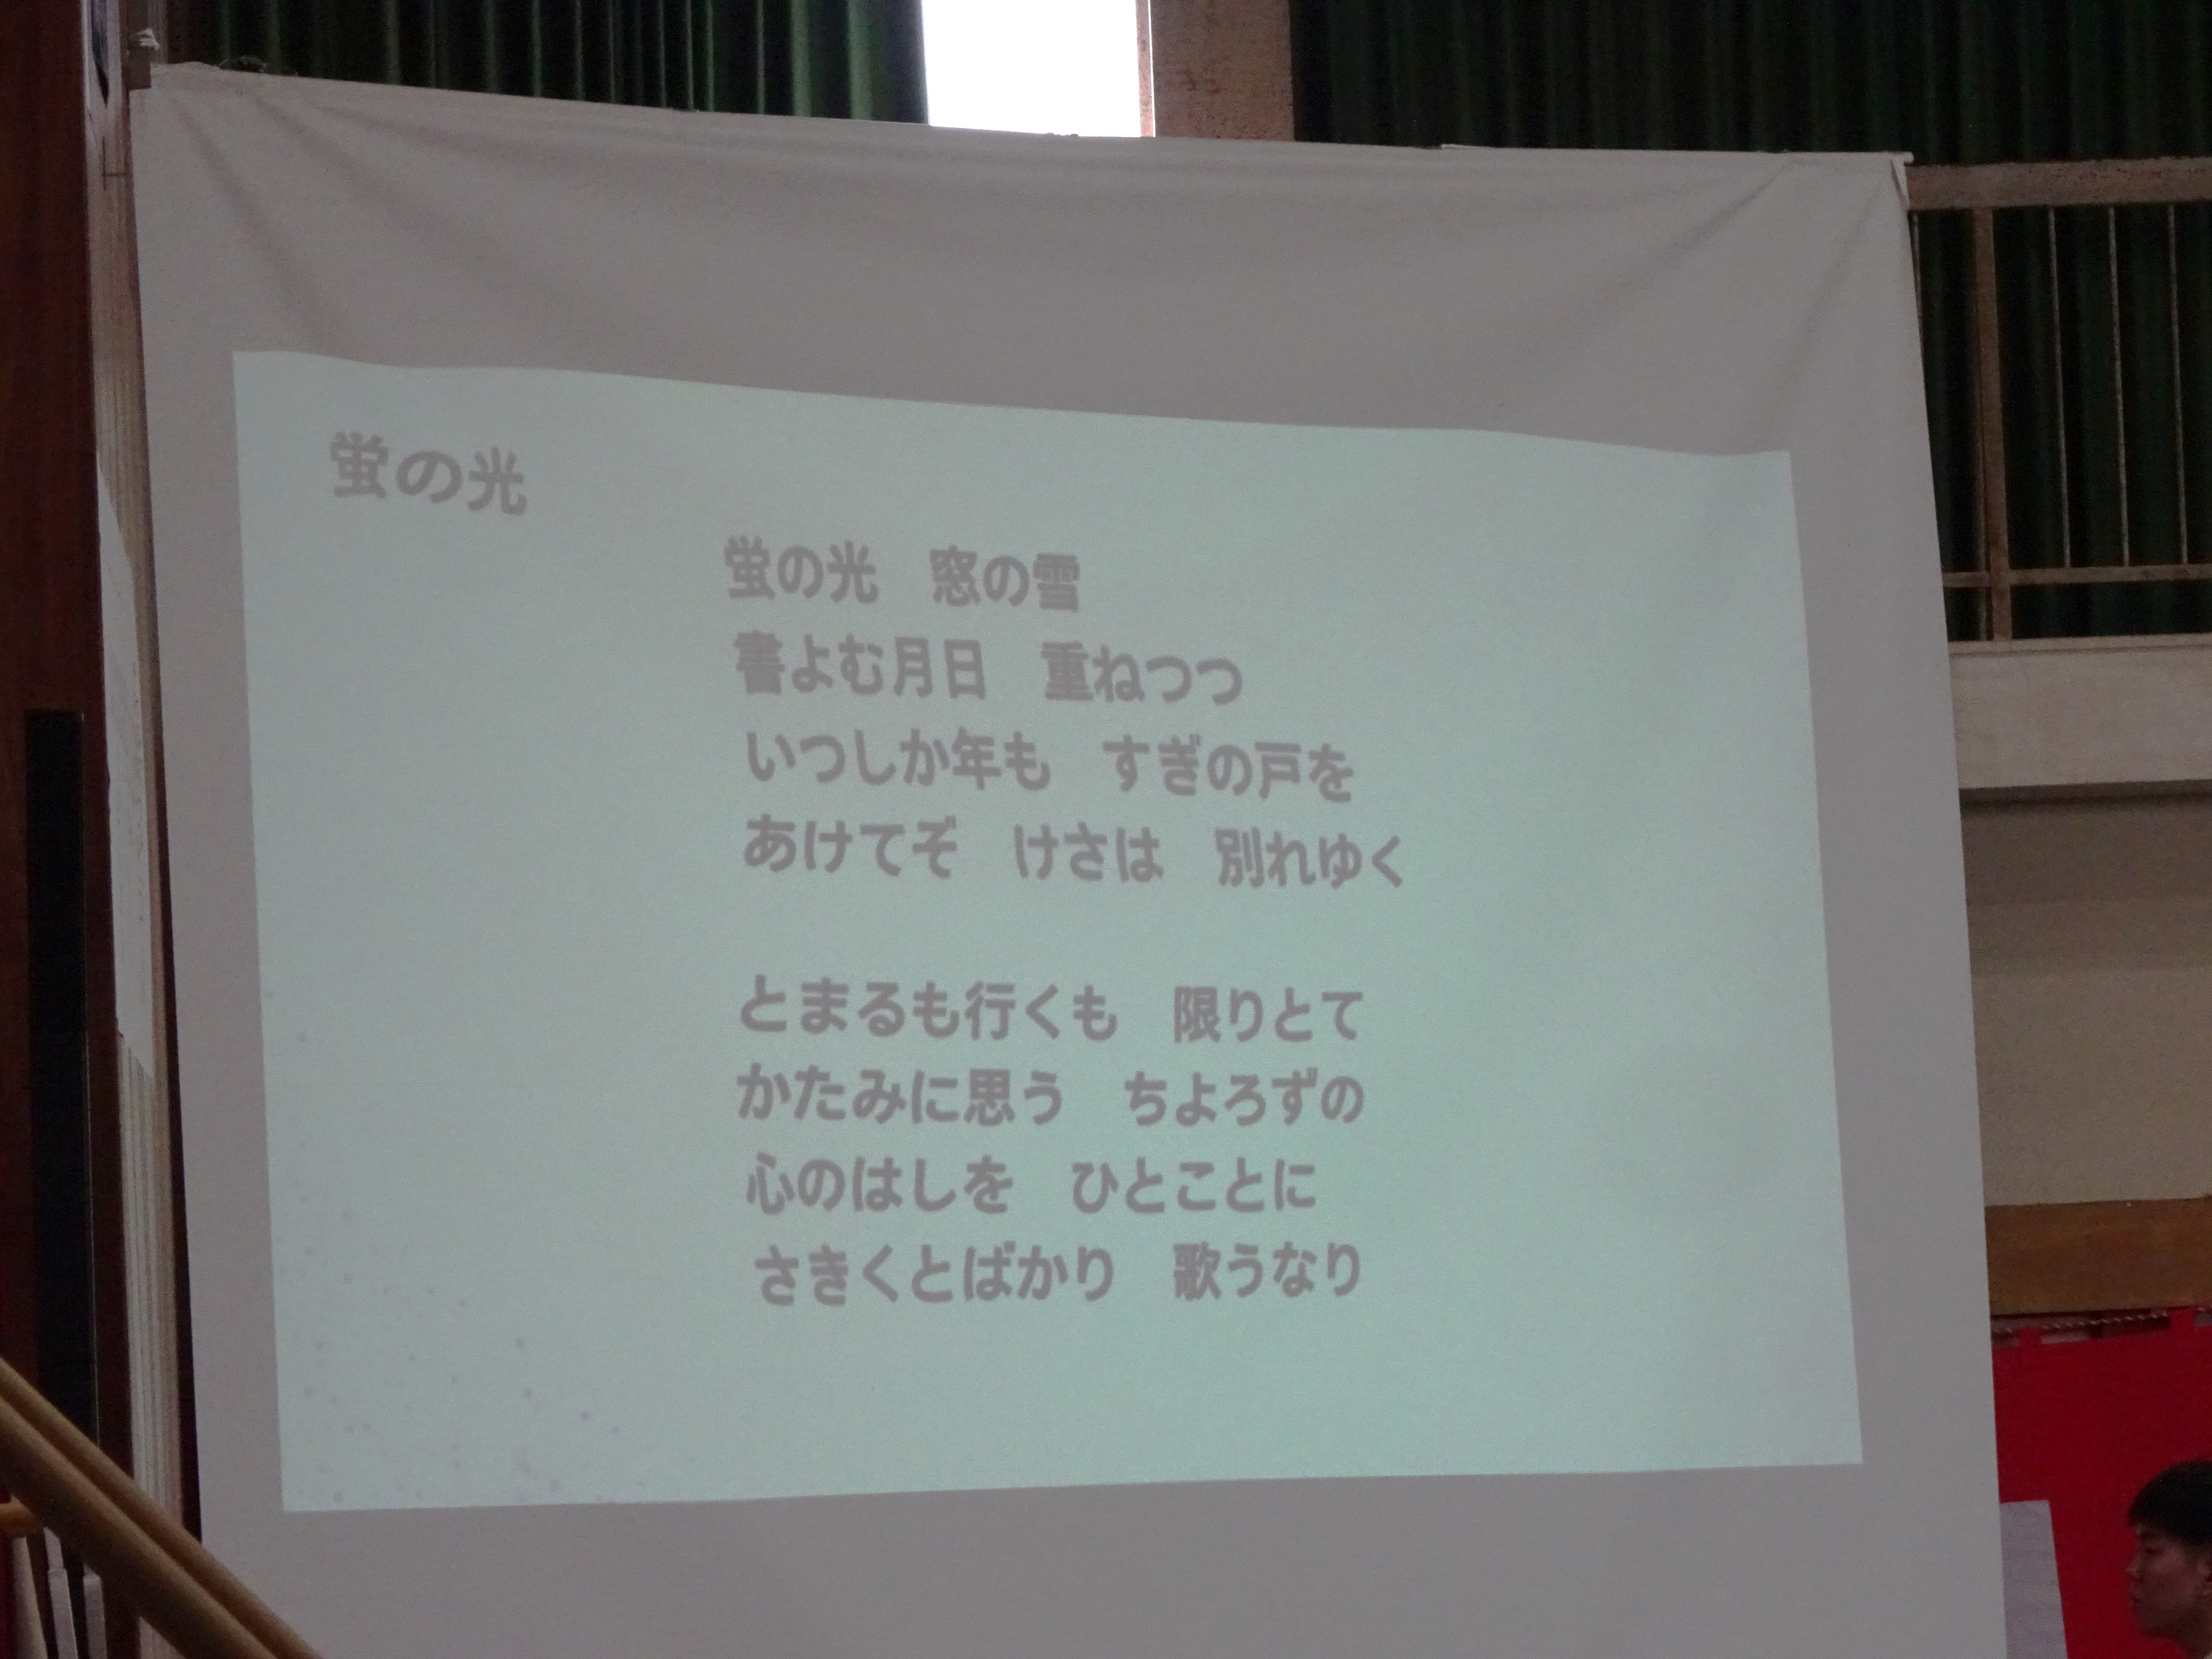 蛍の光
蛍の光　窓の雪
書よむ月日　重ねつつ
いつしか年も　すぎの戸を
あけてぞ　けさは　別れゆく
とまるも行くも　限りとて
かたみに思う　ちよろずの
心のはしを　ひとことに
さきくとばかり　歌うなり